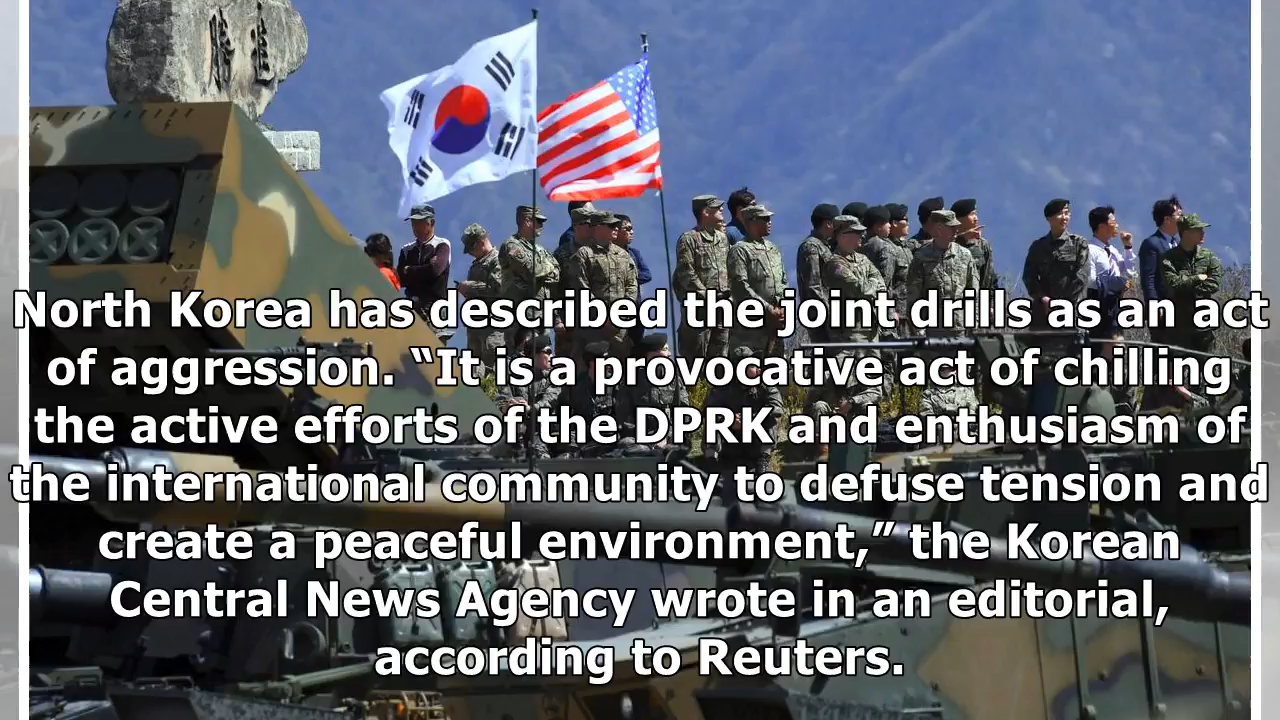 勝進
North Korea has described the joint drills as an act
of aggression. “It is a provocative act of chilling
the active efforts of the DPRK and enthusiasm of
the international community to defuse tension and
create a peaceful environment,” the Korean
Central News Agency wrote in an editorial,
according to Reuters.